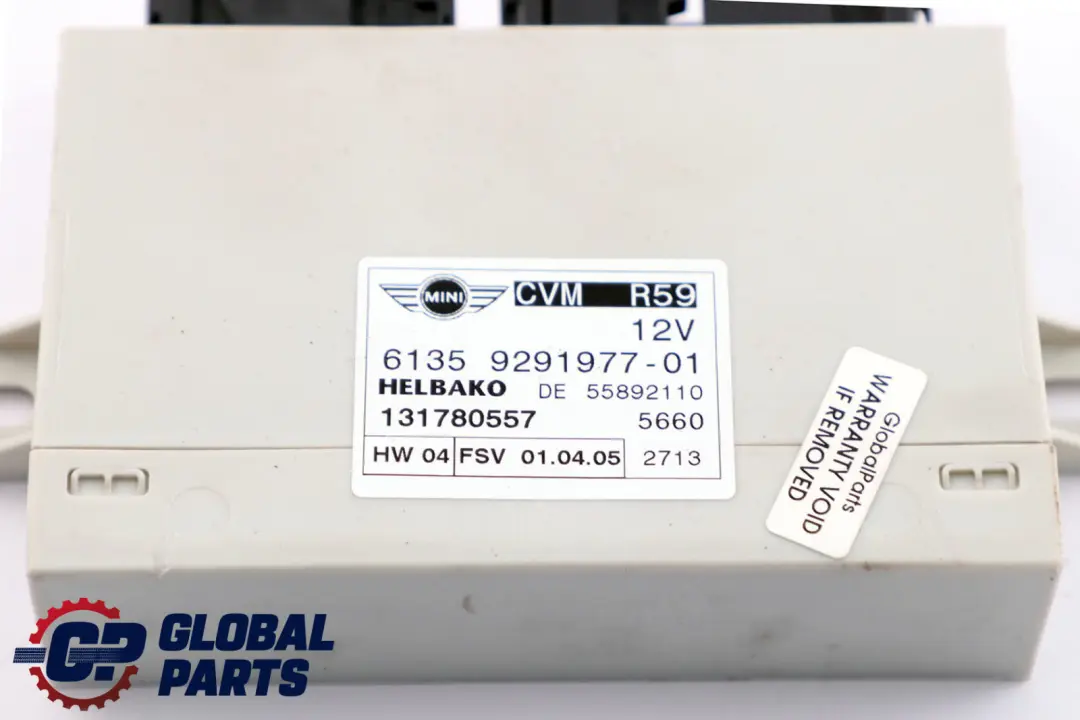 MINI CVM R59
12V
6135 9291977-01
HELBAKO DE 55892110
131780557 5660
HW 04 FSV 01.04.05 2713
GlobalParts
WARRANTY VOID
IF REMOVED
GP GLOBAL
PARTS